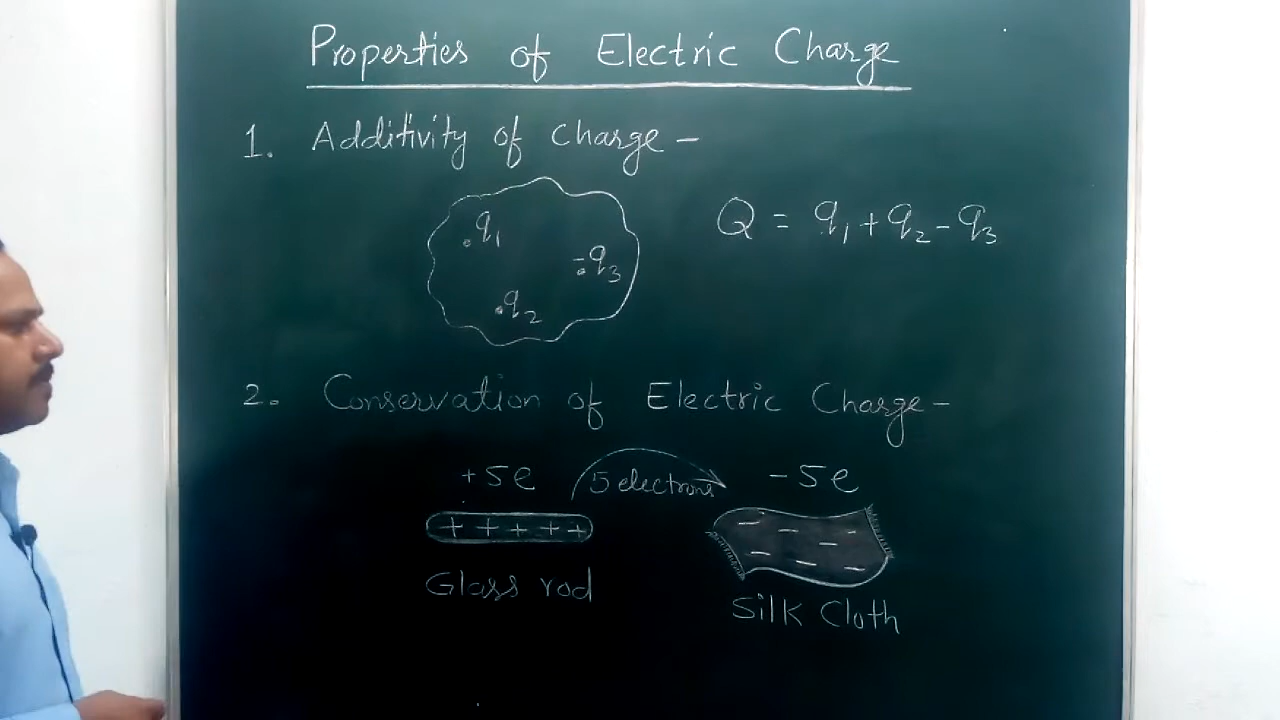 Properties of Electric Charge
1. Additivity of Charge -
q₁
-q₃
q₂
Q = q₁ + q₂ - q₃
2. Conservation of Electric Charge -
+5e 5 electrons -5e
+ + + + +
- - - - - -
Glass rod
Silk Cloth